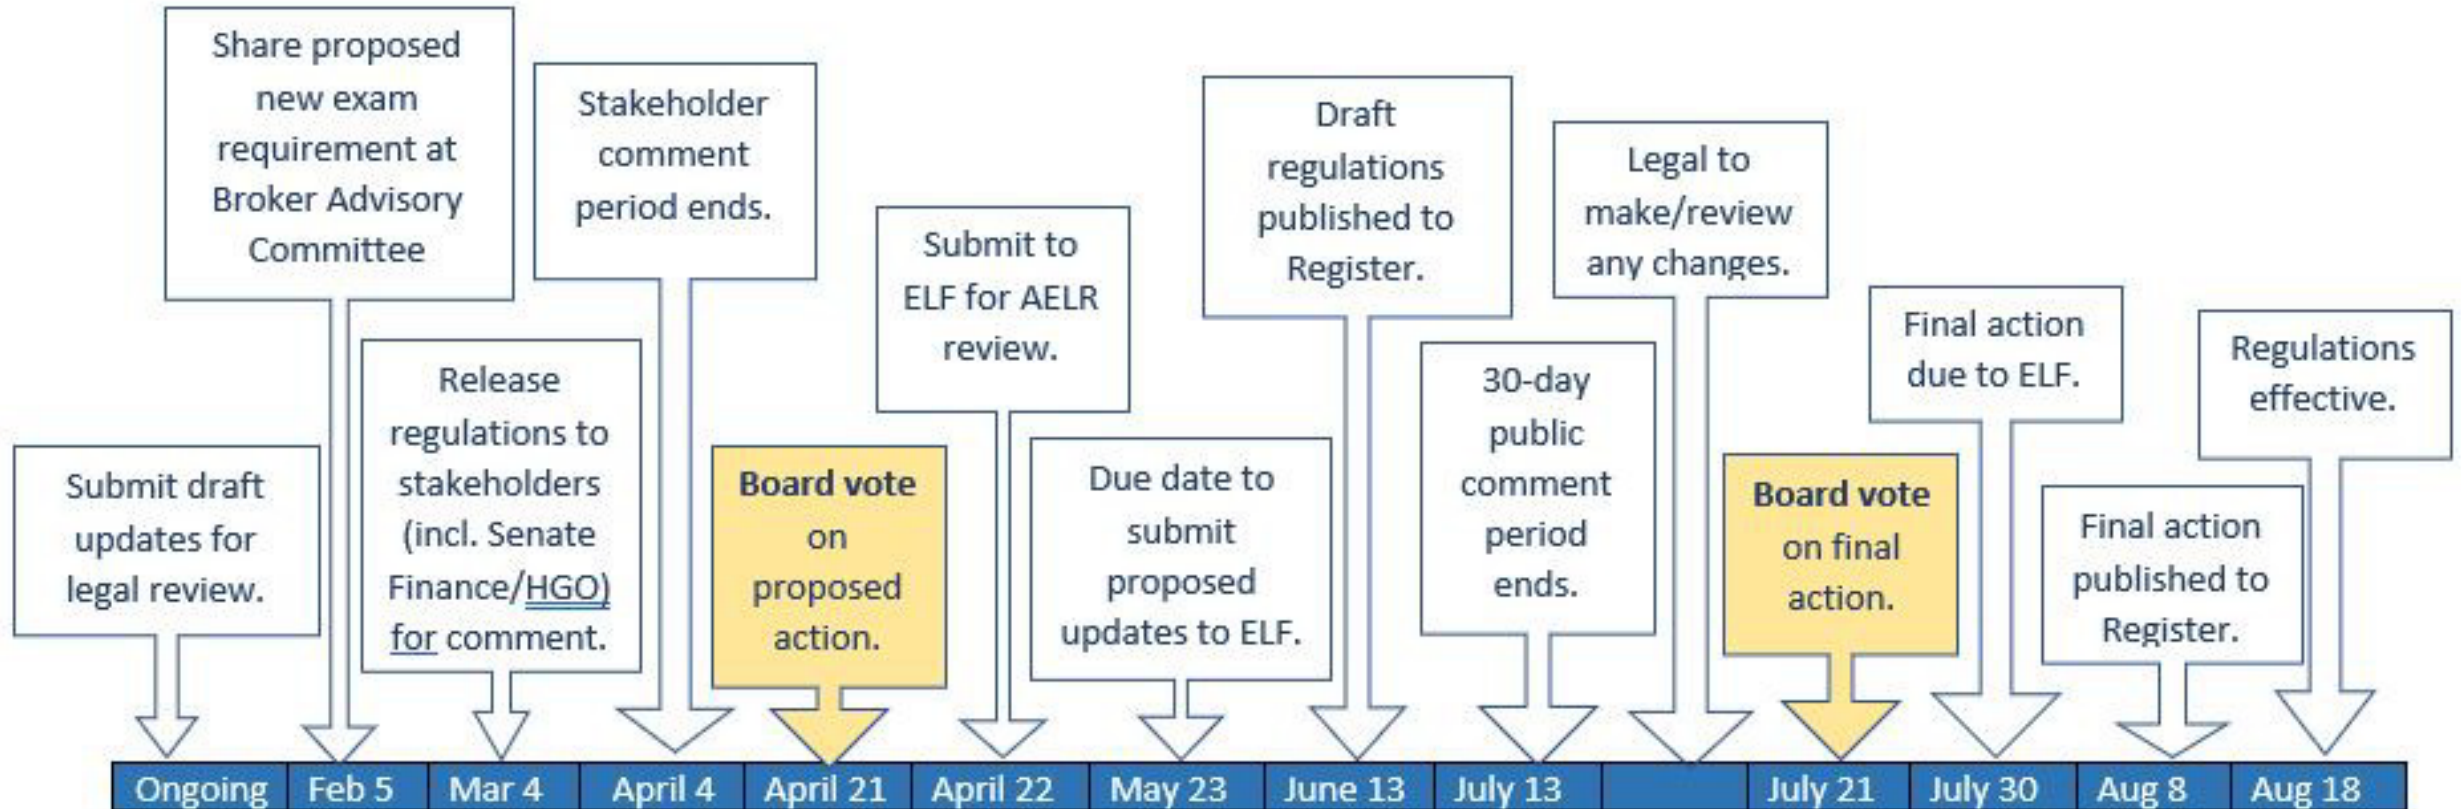 Share proposed
new exam
requirement at
Broker Advisory
Committee
Stakeholder
comment
period ends.
Draft
regulations
published to
Register.
Legal to
make/review
any changes.
Submit to
ELF for AELR
review.
Final action
due to ELF.
Regulations
effective.
Release
regulations to
stakeholders
(incl. Senate
Finance/HGO)
for comment.
30-day
public
comment
period
ends.
Submit draft
updates for
legal review.
Board vote
on
proposed
action.
Due date to
submit
proposed
updates to ELF.
Board vote
on final
action.
Final action
published to
Register.
Ongoing
Feb 5
Mar 4
April 4
April 21
April 22
May 23
June 13
July 13
July 21
July 30
Aug 8
Aug 18